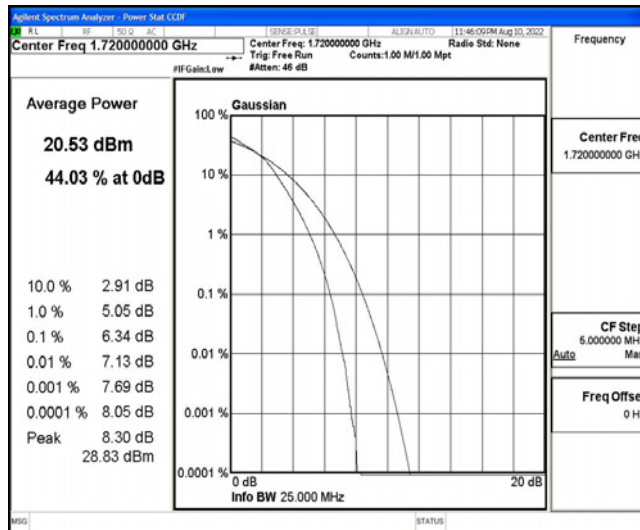 Agilent Spectrum Analyzer - Power Stat CCDF
RL RF 50 Ω AC SENSE:PULSE ALIGN AUTO 11:46:09 PM Aug 10, 2022
Center Freq 1.720000000 GHz
Center Freq: 1.720000000 GHz Radio Std: None
Trig: Free Run Counts:1.00 M/1.00 Mpt
#IFGain:Low #Atten: 46 dB
Frequency
Average Power
20.53 dBm
44.03 % at 0dB
10.0 % 2.91 dB
1.0 % 5.05 dB
0.1 % 6.34 dB
0.01 % 7.13 dB
0.001 % 7.69 dB
0.0001 % 8.05 dB
Peak 8.30 dB
28.83 dBm
Gaussian
100 %
10 %
1 %
0.1 %
0.01 %
0.001 %
0.0001 %
0 dB 20 dB
Info BW 25.000 MHz
Center Freq
1.720000000 GH
CF Step
5.000000 MH
Auto Ma
Freq Offse
0 H
MSG STATUS